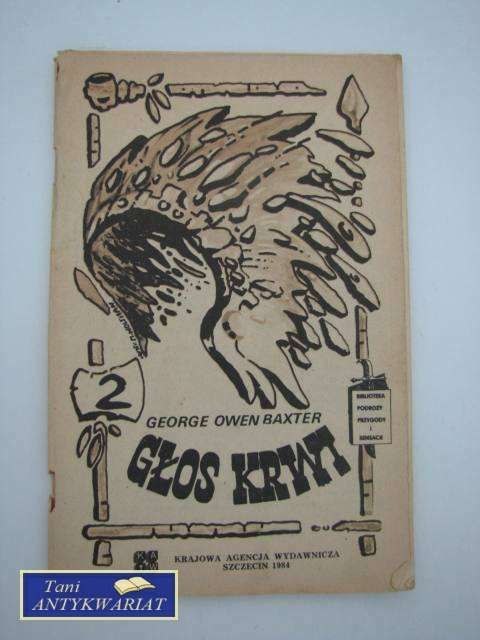 2
GEORGE OWEN BAXTER
GŁOS KRWI
BIBLIOTEKA
PODRÓŻY
PRZYGODY
I
SENSACJI
KRAJOWA AGENCJA WYDAWNICZA
SZCZECIN 1984
Tani
ANTYKWARIAT